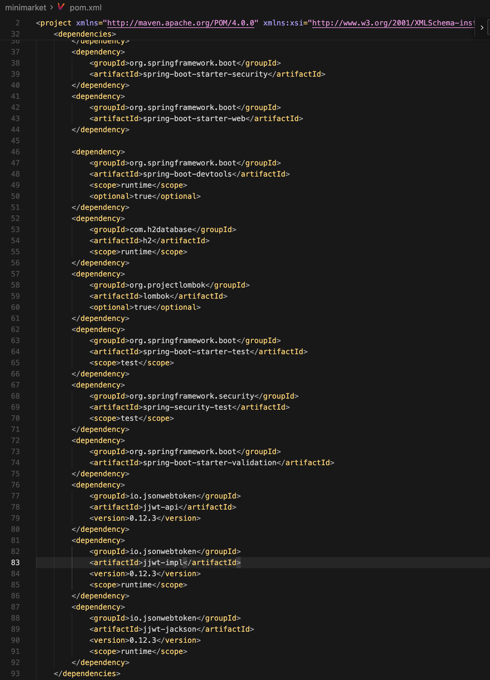 minimarket > pom.xml
2 <project xmlns="http://maven.apache.org/POM/4.0.0" xmlns:xsi="http://www.w3.org/2001/XMLSchema-inst
32 <dependencies>
36 </dependency>
37 <dependency>
38 <groupId>org.springframework.boot</groupId>
39 <artifactId>spring-boot-starter-security</artifactId>
40 </dependency>
41 <dependency>
42 <groupId>org.springframework.boot</groupId>
43 <artifactId>spring-boot-starter-web</artifactId>
44 </dependency>
45
46 <dependency>
47 <groupId>org.springframework.boot</groupId>
48 <artifactId>spring-boot-devtools</artifactId>
49 <scope>runtime</scope>
50 <optional>true</optional>
51 </dependency>
52 <dependency>
53 <groupId>com.h2database</groupId>
54 <artifactId>h2</artifactId>
55 <scope>runtime</scope>
56 </dependency>
57 <dependency>
58 <groupId>org.projectlombok</groupId>
59 <artifactId>lombok</artifactId>
60 <optional>true</optional>
61 </dependency>
62 <dependency>
63 <groupId>org.springframework.boot</groupId>
64 <artifactId>spring-boot-starter-test</artifactId>
65 <scope>test</scope>
66 </dependency>
67 <dependency>
68 <groupId>org.springframework.security</groupId>
69 <artifactId>spring-security-test</artifactId>
70 <scope>test</scope>
71 </dependency>
72 <dependency>
73 <groupId>org.springframework.boot</groupId>
74 <artifactId>spring-boot-starter-validation</artifactId>
75 </dependency>
76 <dependency>
77 <groupId>io.jsonwebtoken</groupId>
78 <artifactId>jjwt-api</artifactId>
79 <version>0.12.3</version>
80 </dependency>
81 <dependency>
82 <groupId>io.jsonwebtoken</groupId>
83 <artifactId>jjwt-impl</artifactId>
84 <version>0.12.3</version>
85 <scope>runtime</scope>
86 </dependency>
87 <dependency>
88 <groupId>io.jsonwebtoken</groupId>
89 <artifactId>jjwt-jackson</artifactId>
90 <version>0.12.3</version>
91 <scope>runtime</scope>
92 </dependency>
93 </dependencies>